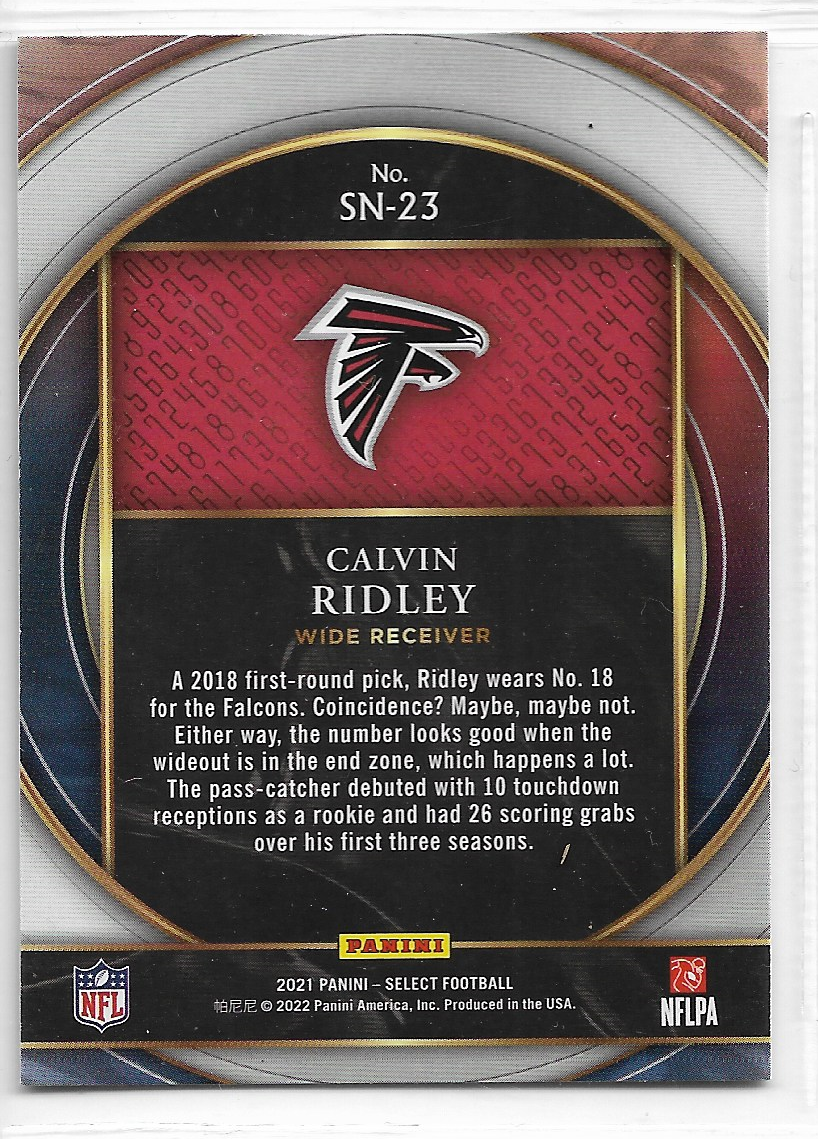 No.
SN-23
CALVIN
RIDLEY
WIDE RECEIVER
A 2018 first-round pick, Ridley wears No. 18
for the Falcons. Coincidence? Maybe, maybe not.
Either way, the number looks good when the
wideout is in the end zone, which happens a lot.
The pass-catcher debuted with 10 touchdown
receptions as a rookie and had 26 scoring grabs
over his first three seasons.
PANINI
NFL
2021 PANINI – SELECT FOOTBALL
帕尼尼 © 2022 Panini America, Inc. Produced in the USA.
NFLPA